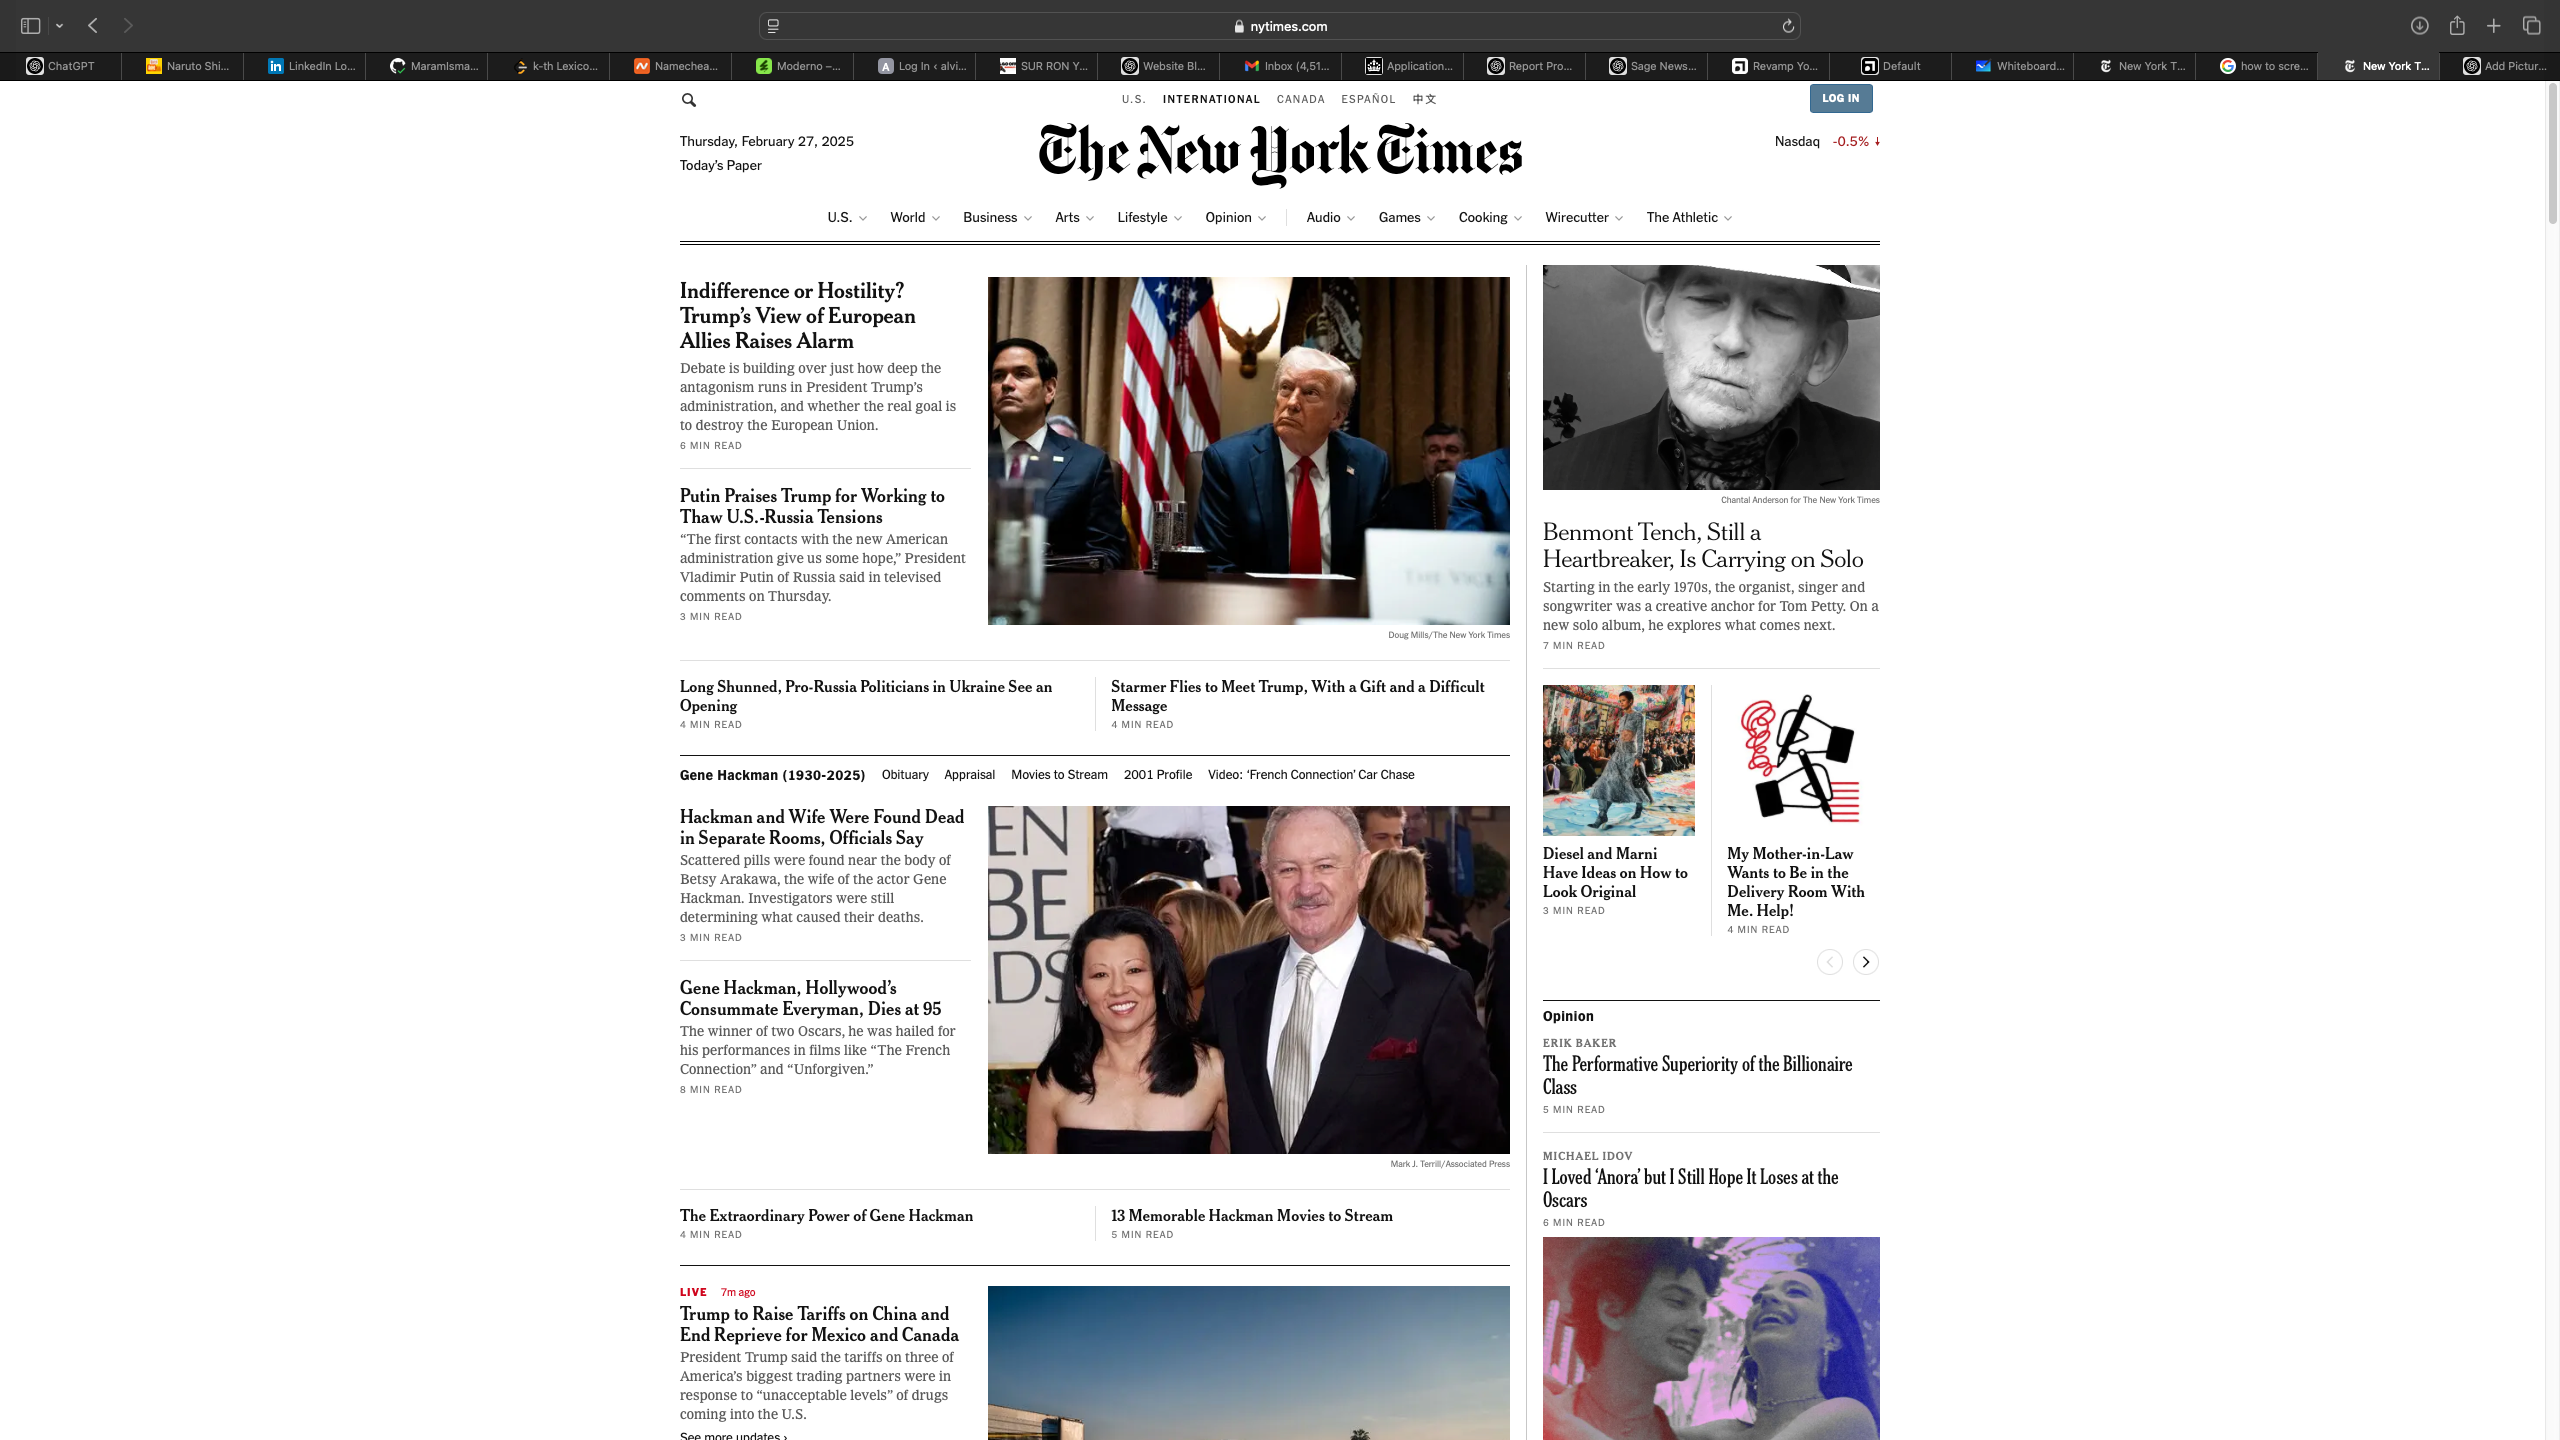 nytimes.com
ChatGPT
Naruto Shi...
LinkedIn Lo...
MaramIsma...
k-th Lexico...
Namechea...
Moderno –...
Log In ‹ alvi...
SUR RON Y...
Website Bl...
Inbox (4,51...
Application...
Report Pro...
Sage News...
Revamp Yo...
Default
Whiteboard...
New York T...
how to scre...
New York T...
Add Pictur...
U.S. INTERNATIONAL CANADA ESPAÑOL 中文
LOG IN
Thursday, February 27, 2025
Today's Paper
The New York Times
Nasdaq -0.5% ↓
U.S. World Business Arts Lifestyle Opinion Audio Games Cooking Wirecutter The Athletic
Indifference or Hostility?
Trump's View of European
Allies Raises Alarm
Debate is building over just how deep the
antagonism runs in President Trump's
administration, and whether the real goal is
to destroy the European Union.
6 MIN READ
Putin Praises Trump for Working to
Thaw U.S.-Russia Tensions
“The first contacts with the new American
administration give us some hope,” President
Vladimir Putin of Russia said in televised
comments on Thursday.
3 MIN READ
Doug Mills/The New York Times
Long Shunned, Pro-Russia Politicians in Ukraine See an
Opening
4 MIN READ
Starmer Flies to Meet Trump, With a Gift and a Difficult
Message
4 MIN READ
Gene Hackman (1930-2025) Obituary Appraisal Movies to Stream 2001 Profile Video: ‘French Connection’ Car Chase
Hackman and Wife Were Found Dead
in Separate Rooms, Officials Say
Scattered pills were found near the body of
Betsy Arakawa, the wife of the actor Gene
Hackman. Investigators were still
determining what caused their deaths.
3 MIN READ
Gene Hackman, Hollywood's
Consummate Everyman, Dies at 95
The winner of two Oscars, he was hailed for
his performances in films like “The French
Connection” and “Unforgiven.”
8 MIN READ
EN
BE
BE
DS
Mark J. Terrill/Associated Press
The Extraordinary Power of Gene Hackman
4 MIN READ
13 Memorable Hackman Movies to Stream
5 MIN READ
LIVE 7m ago
Trump to Raise Tariffs on China and
End Reprieve for Mexico and Canada
President Trump said the tariffs on three of
America's biggest trading partners were in
response to “unacceptable levels” of drugs
coming into the U.S.
See more updates ›
Chantal Anderson for The New York Times
Benmont Tench, Still a
Heartbreaker, Is Carrying on Solo
Starting in the early 1970s, the organist, singer and
songwriter was a creative anchor for Tom Petty. On a
new solo album, he explores what comes next.
7 MIN READ
Diesel and Marni
Have Ideas on How to
Look Original
3 MIN READ
My Mother-in-Law
Wants to Be in the
Delivery Room With
Me. Help!
4 MIN READ
Opinion
ERIK BAKER
The Performative Superiority of the Billionaire
Class
5 MIN READ
MICHAEL IDOV
I Loved ‘Anora’ but I Still Hope It Loses at the
Oscars
6 MIN READ